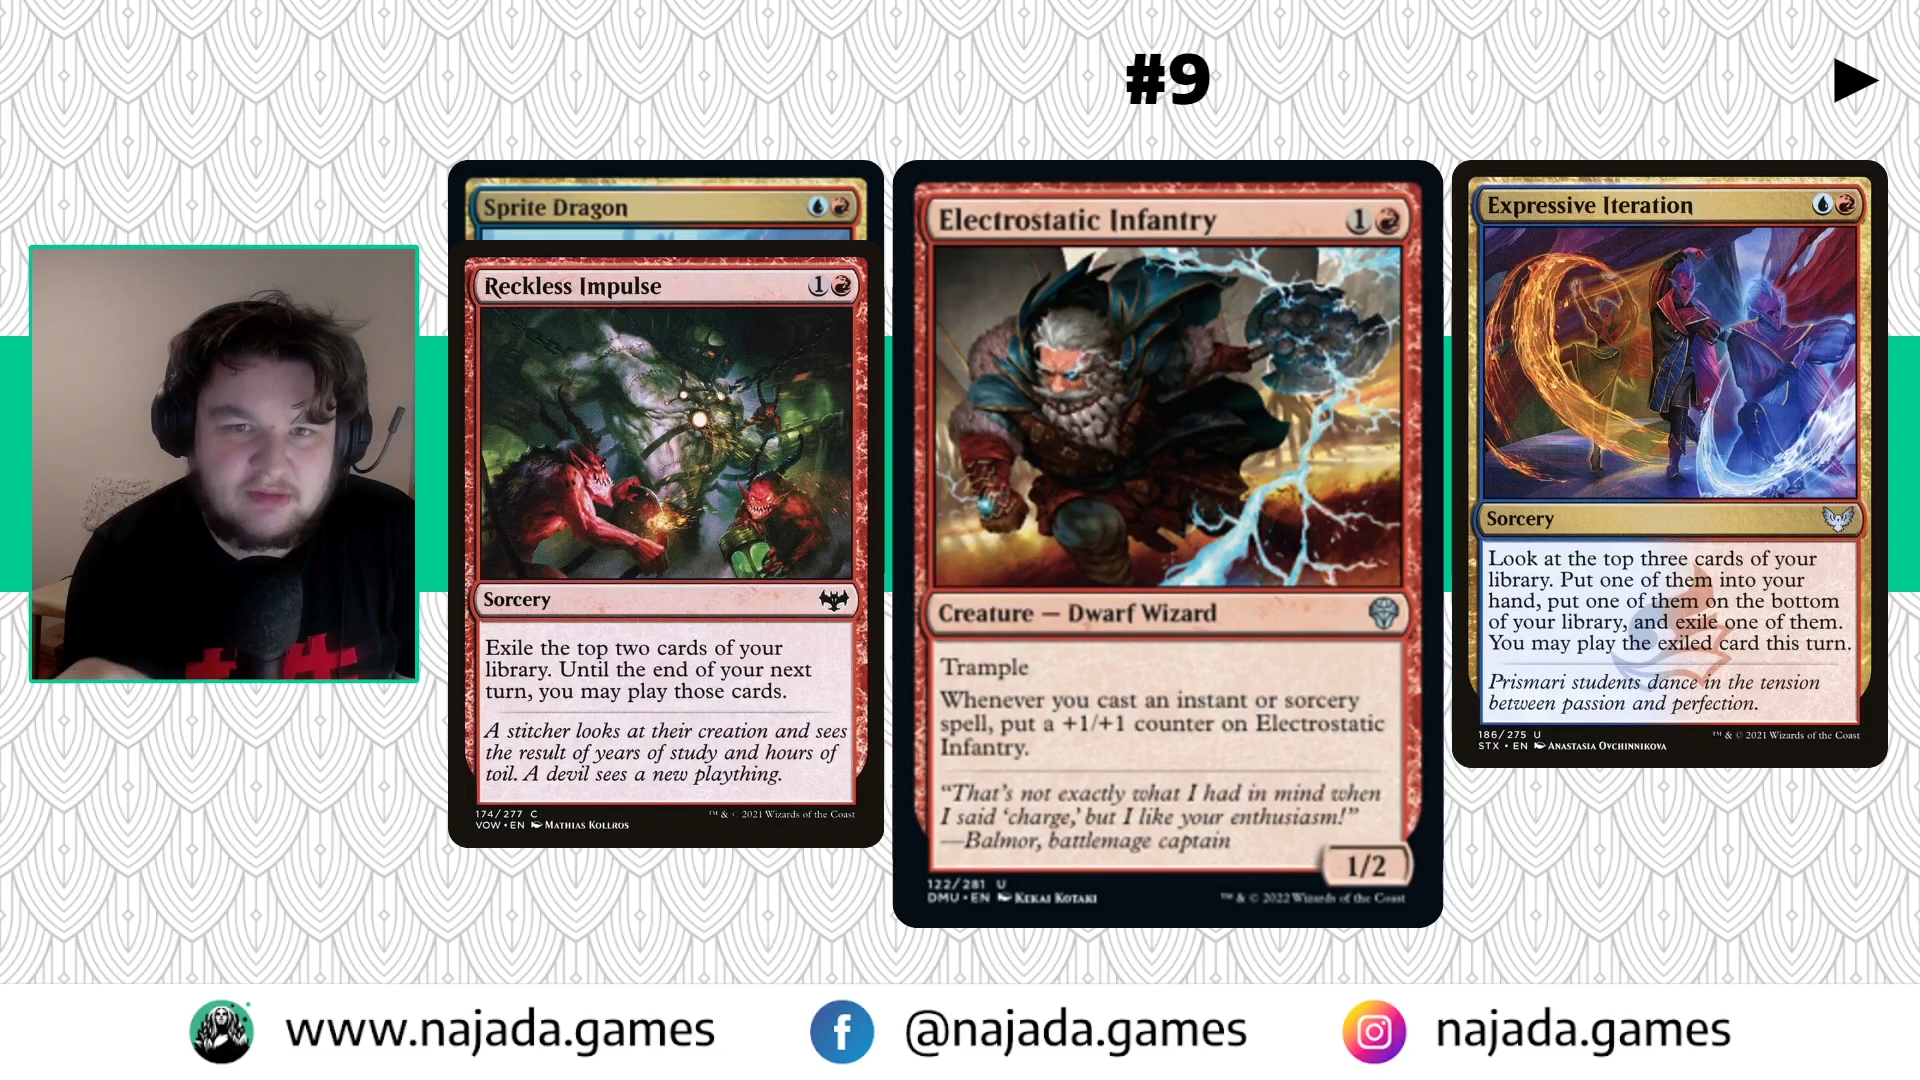 #9
Sprite Dragon
Reckless Impulse
1
Sorcery
Exile the top two cards of your
library. Until the end of your next
turn, you may play those cards.
A stitcher looks at their creation and sees
the result of years of study and hours of
toil. A devil sees a new plaything.
174/277 C
VOW • EN MATHIAS KOLLROS
™ & © 2021 Wizards of the Coast
Electrostatic Infantry
1
Creature — Dwarf Wizard
Trample
Whenever you cast an instant or sorcery
spell, put a +1/+1 counter on Electrostatic
Infantry.
“That’s not exactly what I had in mind when
I said ‘charge,’ but I like your enthusiasm!”
—Balmor, battlemage captain
1/2
122/281 U
DMU • EN KEKAI KOTAKI
™ & © 2022 Wizards of the Coast
Expressive Iteration
Sorcery
Look at the top three cards of your
library. Put one of them into your
hand, put one of them on the bottom
of your library, and exile one of them.
You may play the exiled card this turn.
Prismari students dance in the tension
between passion and perfection.
186/275 U
STX • EN ANASTASIA OVCHINNIKOVA
™ & © 2021 Wizards of the Coast
www.najada.games
@najada.games
najada.games